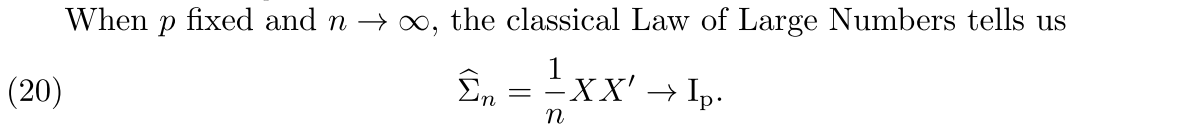 When p fixed and n → ∞, the classical Law of Large Numbers tells us
(20) Σ̂ₙ = 1/n XX′ → Iₚ.